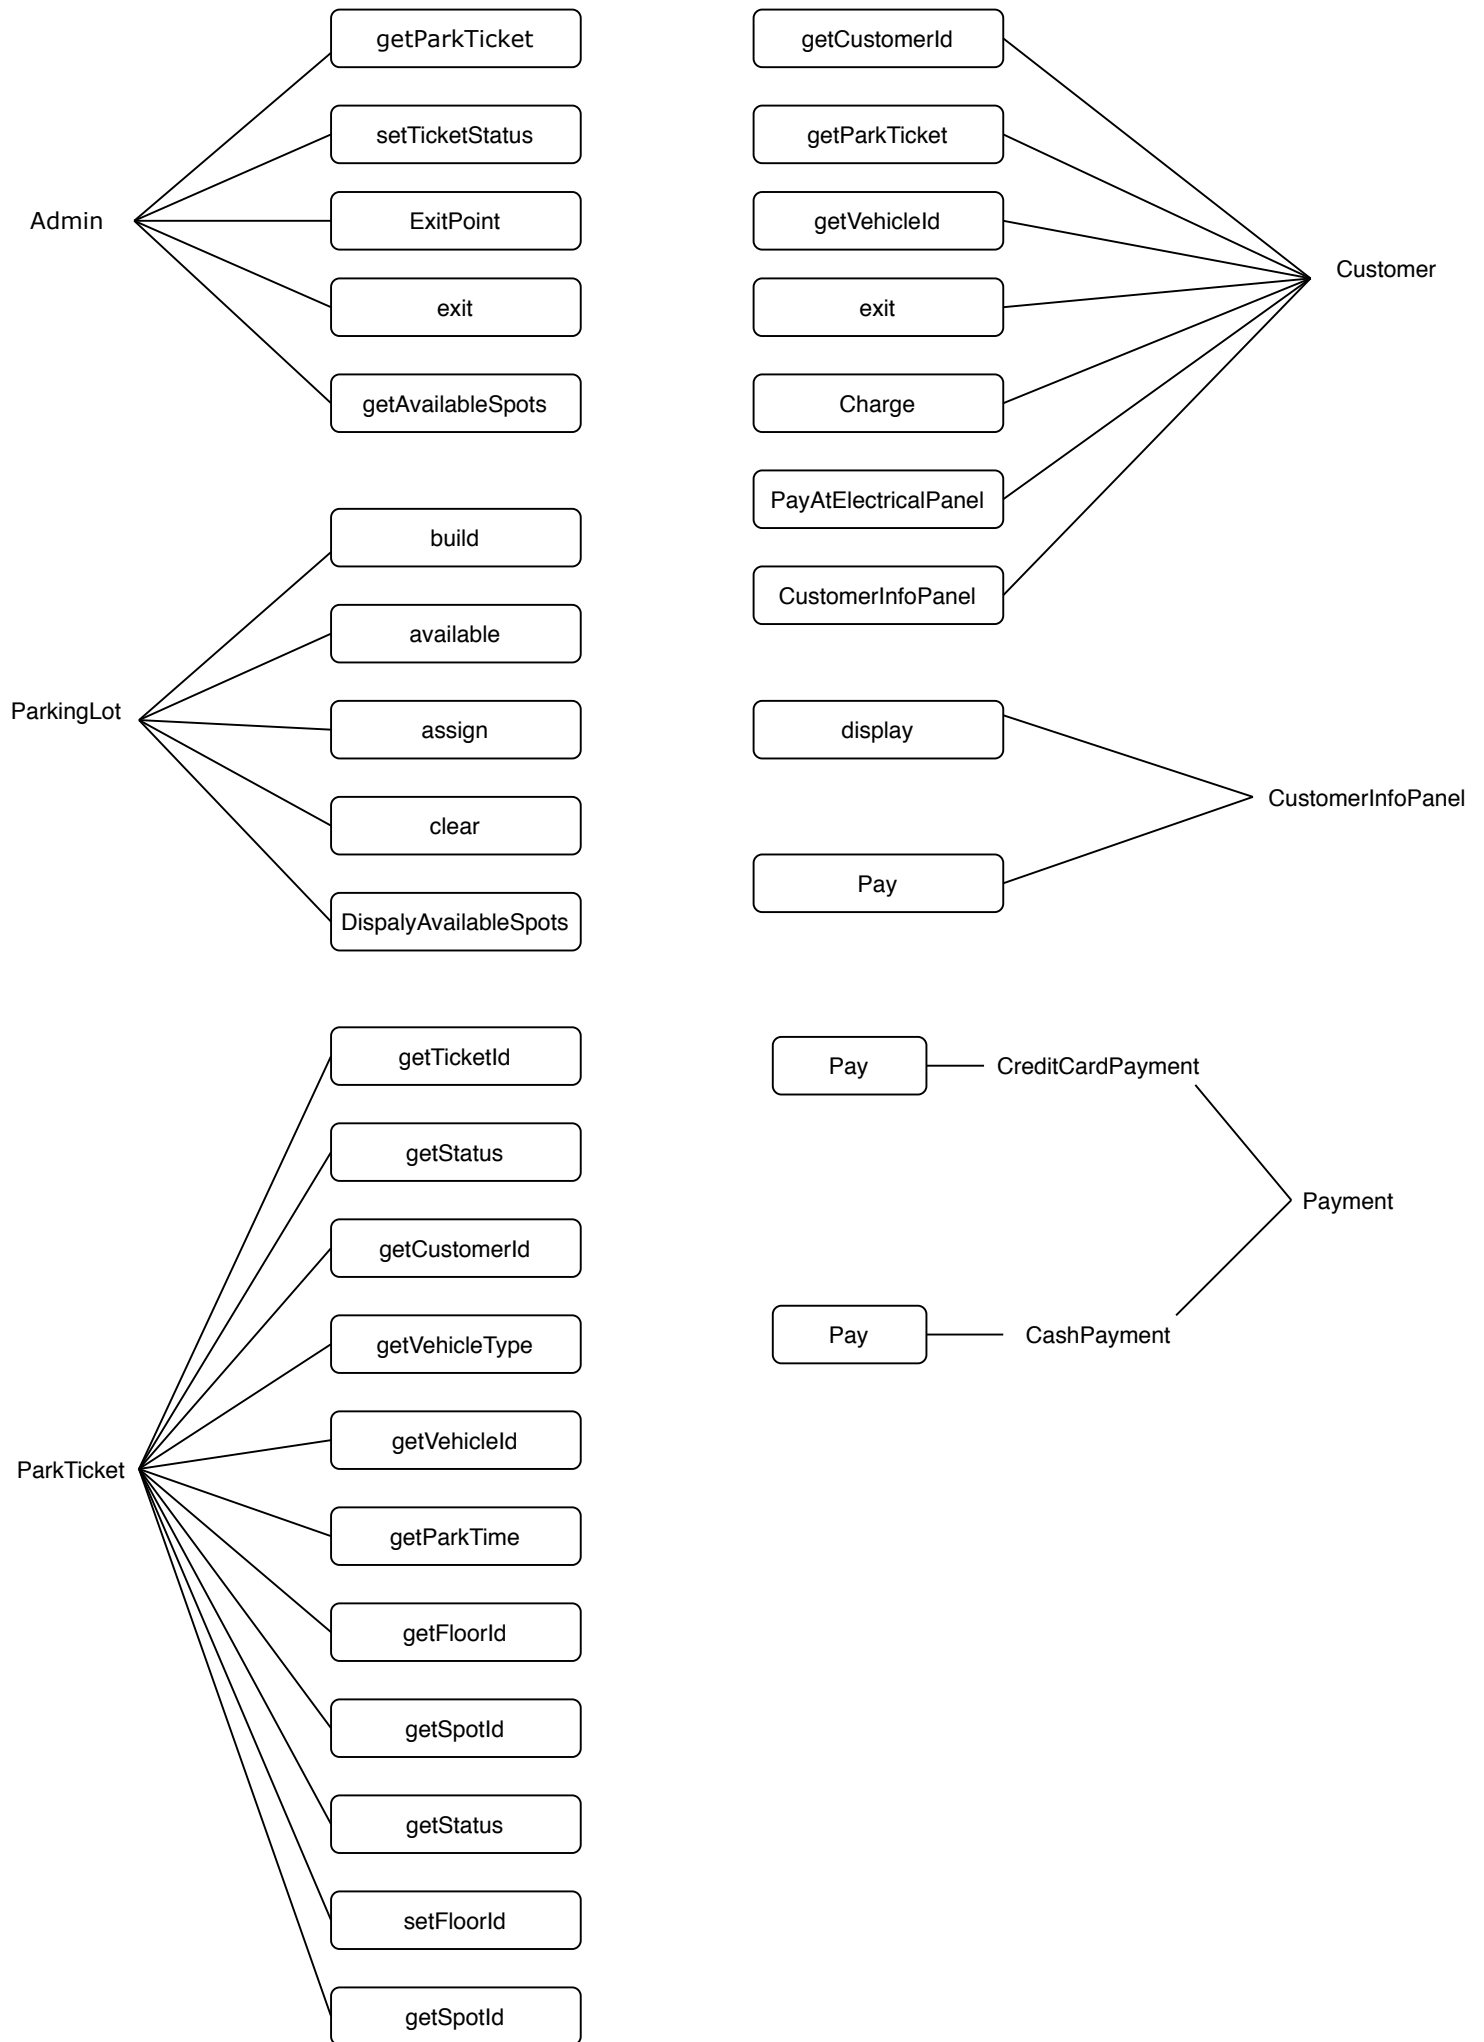 getParkTicket
setTicketStatus
Admin
ExitPoint
exit
getAvailableSpots
getCustomerId
getParkTicket
getVehicleId
exit
Customer
Charge
PayAtElectricalPanel
CustomerInfoPanel
build
available
ParkingLot
assign
clear
DispalyAvailableSpots
display
CustomerInfoPanel
Pay
getTicketId
getStatus
getCustomerId
getVehicleType
getVehicleId
ParkTicket
getParkTime
getFloorId
getSpotId
getStatus
setFloorId
getSpotId
Pay
CreditCardPayment
Payment
Pay
CashPayment